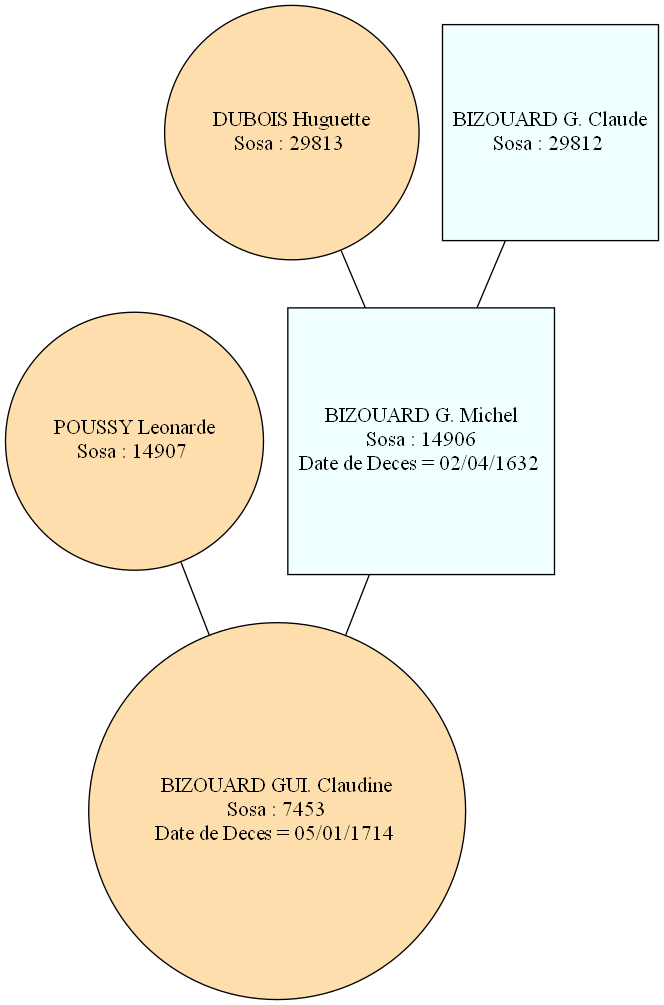 DUBOIS Huguette
Sosa : 29813
BIZOUARD G. Claude
Sosa : 29812
POUSSY Leonarde
Sosa : 14907
BIZOUARD G. Michel
Sosa : 14906
Date de Deces = 02/04/1632
BIZOUARD GUI. Claudine
Sosa : 7453
Date de Deces = 05/01/1714